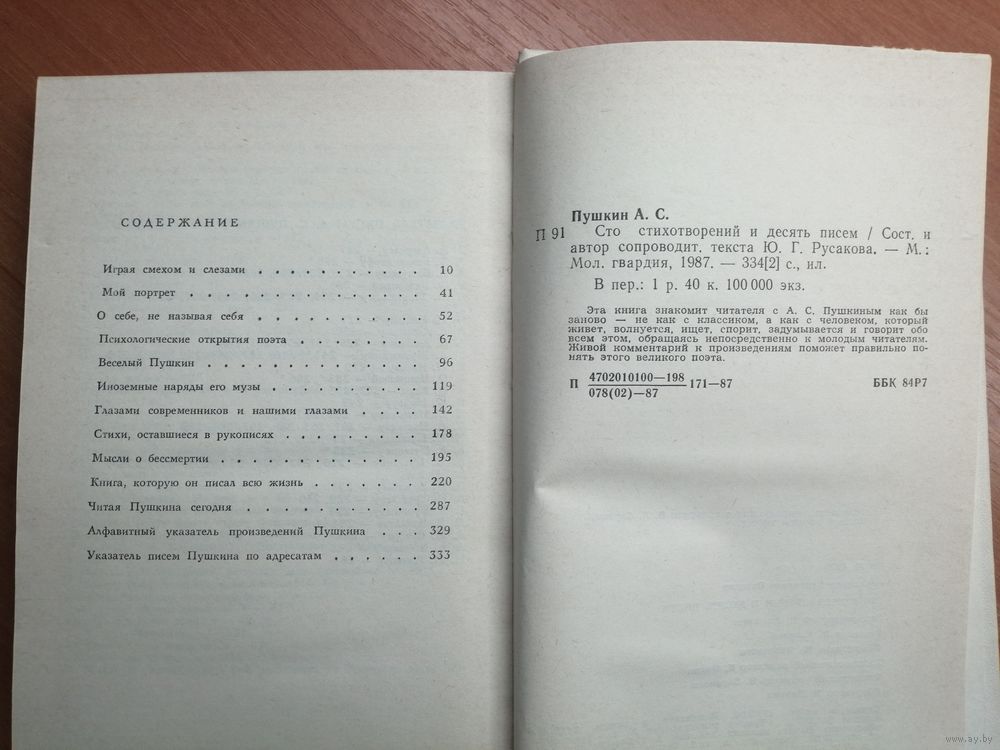 СОДЕРЖАНИЕ
Играя смехом и слезами . . . . . . . . . . . 10
Мой портрет . . . . . . . . . . . . . . . 41
О себе, не называя себя . . . . . . . . . . . 52
Психологические открытия поэта . . . . . . . . 67
Веселый Пушкин . . . . . . . . . . . . . . 96
Иноземные наряды его музы . . . . . . . . . . 119
Глазами современников и нашими глазами . . . . 142
Стихи, оставшиеся в рукописях . . . . . . . . . 178
Мысли о бессмертии . . . . . . . . . . . . . 195
Книга, которую он писал всю жизнь . . . . . . . 220
Читая Пушкина сегодня . . . . . . . . . . . . 287
Алфавитный указатель произведений Пушкина . . . 329
Указатель писем Пушкина по адресатам . . . . . . 333
Пушкин А. С.
П 91 Сто стихотворений и десять писем / Сост. и
автор сопроводит. текста Ю. Г. Русакова. — М.:
Мол. гвардия, 1987. — 334[2] с., ил.
В пер.: 1 р. 40 к. 100 000 экз.
Эта книга знакомит читателя с А. С. Пушкиным как бы
заново — не как с классиком, а как с человеком, который
живет, волнуется, ищет, спорит, задумывается и говорит обо
всем этом, обращаясь непосредственно к молодым читателям.
Живой комментарий к произведениям поможет правильно по-
нять этого великого поэта.
П 4702010100—198 171—87 ББК 84Р7
078(02)—87
www.ay.by